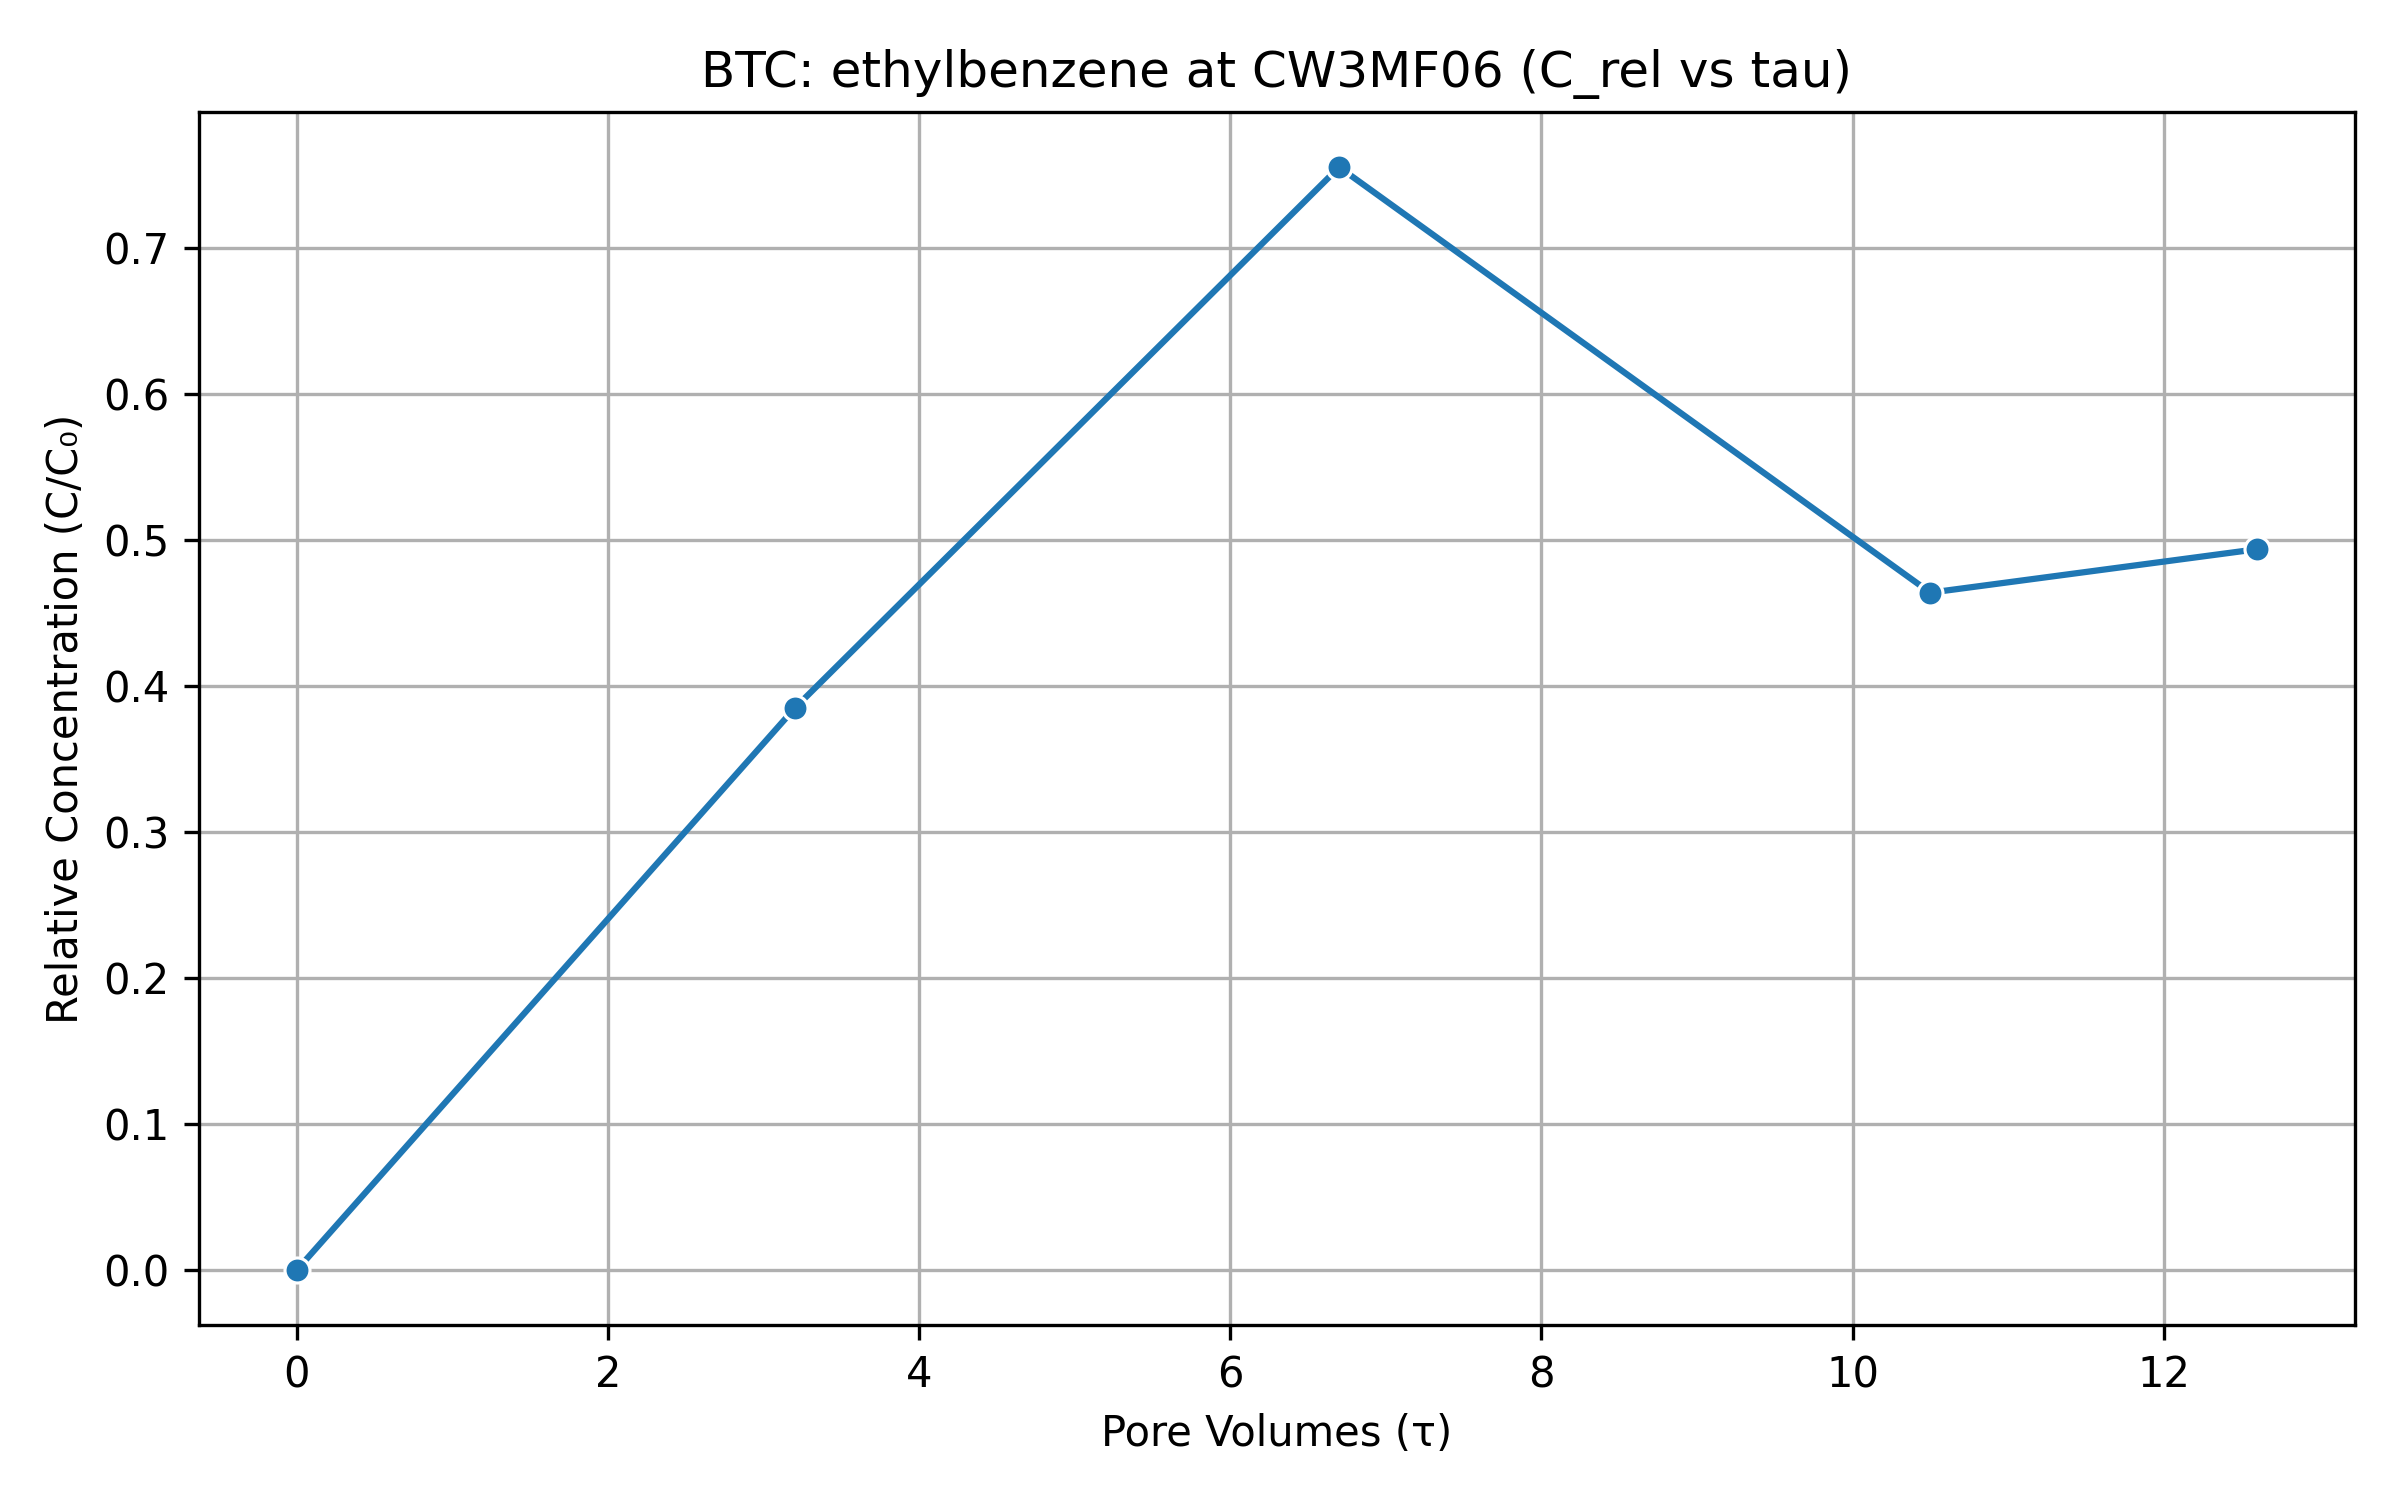 BTC: ethylbenzene at CW3MF06 (C_rel vs tau)
Relative Concentration (C/C₀)
0.7
0.6
0.5
0.4
0.3
0.2
0.1
0.0
0 2 4 6 8 10 12
Pore Volumes (τ)